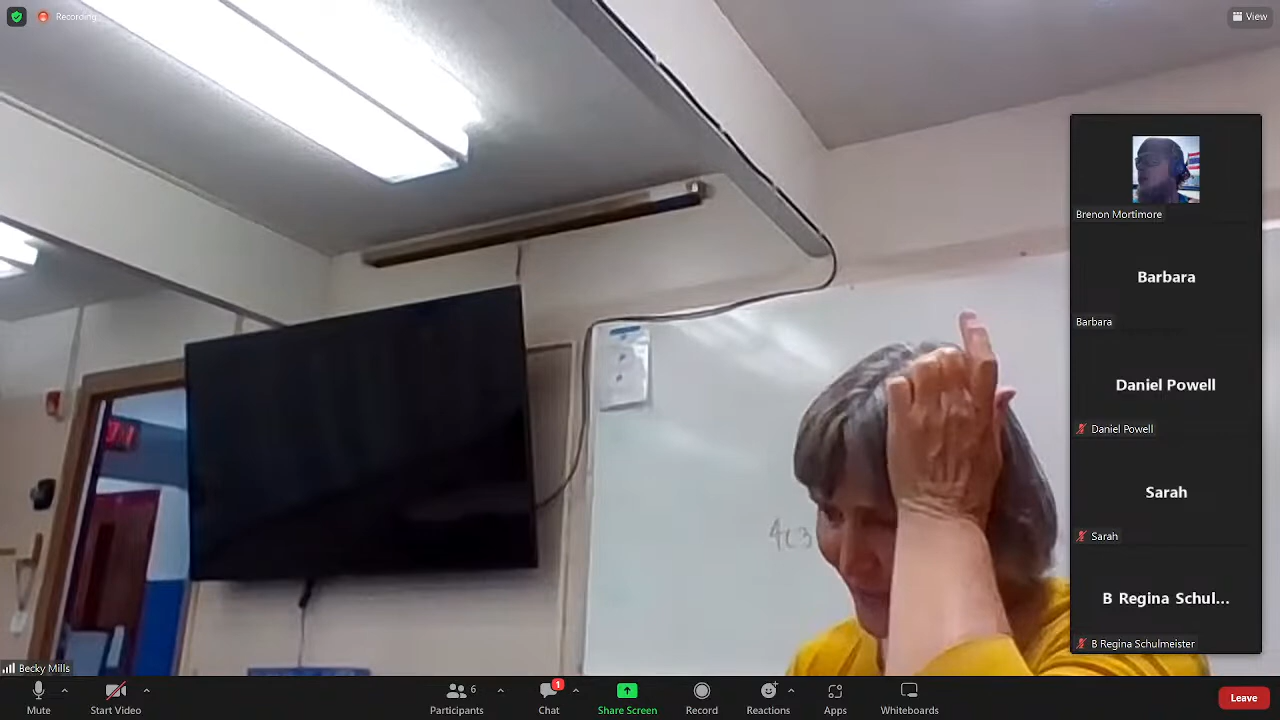 Recording
View
Brenon Mortimore
Barbara
Barbara
Daniel Powell
Daniel Powell
Sarah
Sarah
B Regina Schul...
B Regina Schulmeister
Becky Mills
Mute
Start Video
Participants
6
Chat
1
Share Screen
Record
Reactions
Apps
Whiteboards
Leave